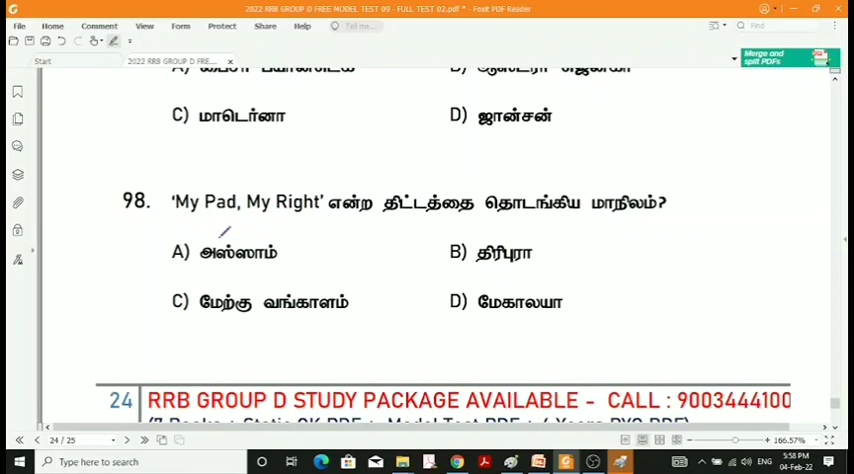 2022 RRB GROUP D FREE MODEL TEST 09 - FULL TEST 02.pdf * - Foxit PDF Reader
File Home Comment View Form Protect Share Help Tell me... Find
Start 2022 RRB GROUP D FREE...
Merge and split PDFs
C) மாடெர்னா D) ஜான்சன்
98. 'My Pad, My Right' என்ற திட்டத்தை தொடங்கிய மாநிலம்?
A) அஸ்ஸாம் B) திரிபுரா
C) மேற்கு வங்காளம் D) மேகாலயா
24 RRB GROUP D STUDY PACKAGE AVAILABLE - CALL : 9003444100
24 / 25 166.57%
Type here to search ENG 5:58 PM
04-Feb-22